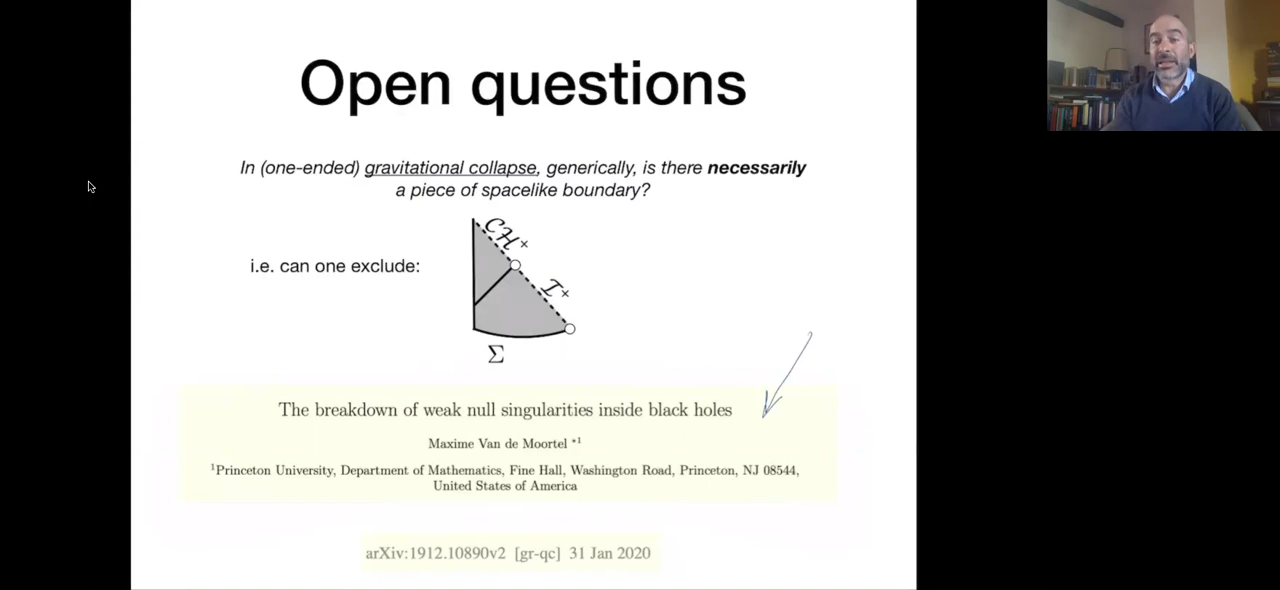 Open questions
In (one-ended) gravitational collapse, generically, is there necessarily
a piece of spacelike boundary?
CH⁺
i.e. can one exclude:
I⁺
Σ
The breakdown of weak null singularities inside black holes
Maxime Van de Moortel *1
¹Princeton University, Department of Mathematics, Fine Hall, Washington Road, Princeton, NJ 08544,
United States of America
arXiv:1912.10890v2 [gr-qc] 31 Jan 2020